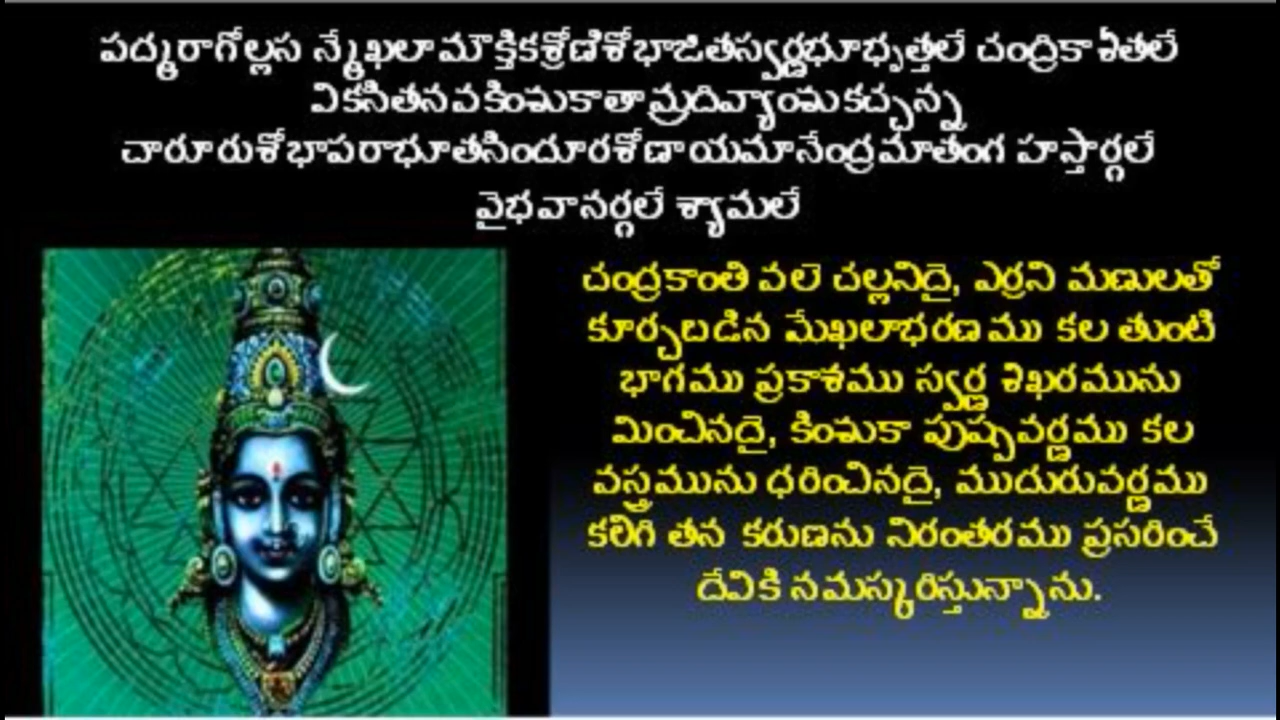 పద్మరాగోల్లస న్మేఖలామౌక్తికశ్రోణిశోభాజితస్వర్ణభూభృత్తలే చంద్రికాశీతలే
వికసితనవకింశుకాతామ్రదివ్యాంశుకచ్ఛన్న
చారూరుశోభాపరాభూతసిందూరశోణాయమానేంద్రమాతంగ హస్తార్గలే
వైభవానర్గలే శ్యామలే
చంద్రకాంతి వలె చల్లనిదై, ఎర్రని మణులతో
కూర్చబడిన మేఖలాభరణము కల తుంటి
భాగము ప్రకాశము స్వర్ణ శిఖరమును
మించినదై, కింశుకా పుష్పవర్ణము కల
వస్త్రమును ధరించినదై, ముదురువర్ణము
కలిగి తన కరుణను నిరంతరము ప్రసరించే
దేవికి నమస్కరిస్తున్నాను.